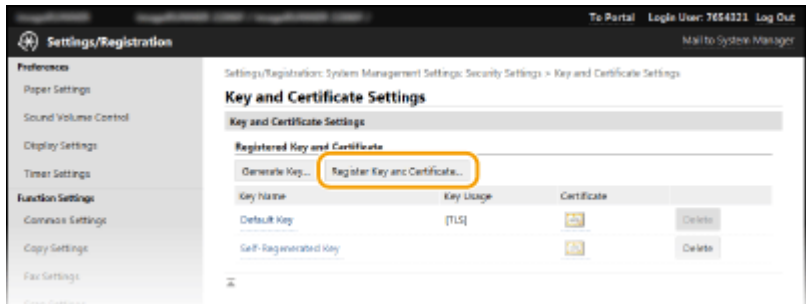 To Portal Login User: 7654321 Log Out
Settings/Registration
Mail to System Manager
Preferences
Paper Settings
Sound Volume Control
Display Settings
Timer Settings
Function Settings
Common Settings
Copy Settings
Fax Settings
Settings/Registration: System Management Settings: Security Settings > Key and Certificate Settings
Key and Certificate Settings
Key and Certificate Settings
Registered Key and Certificate
Generate Key... Register Key and Certificate...
Key Name Key Usage Certificate
Default Key [TLS] Delete
Self-Regenerated Key Delete